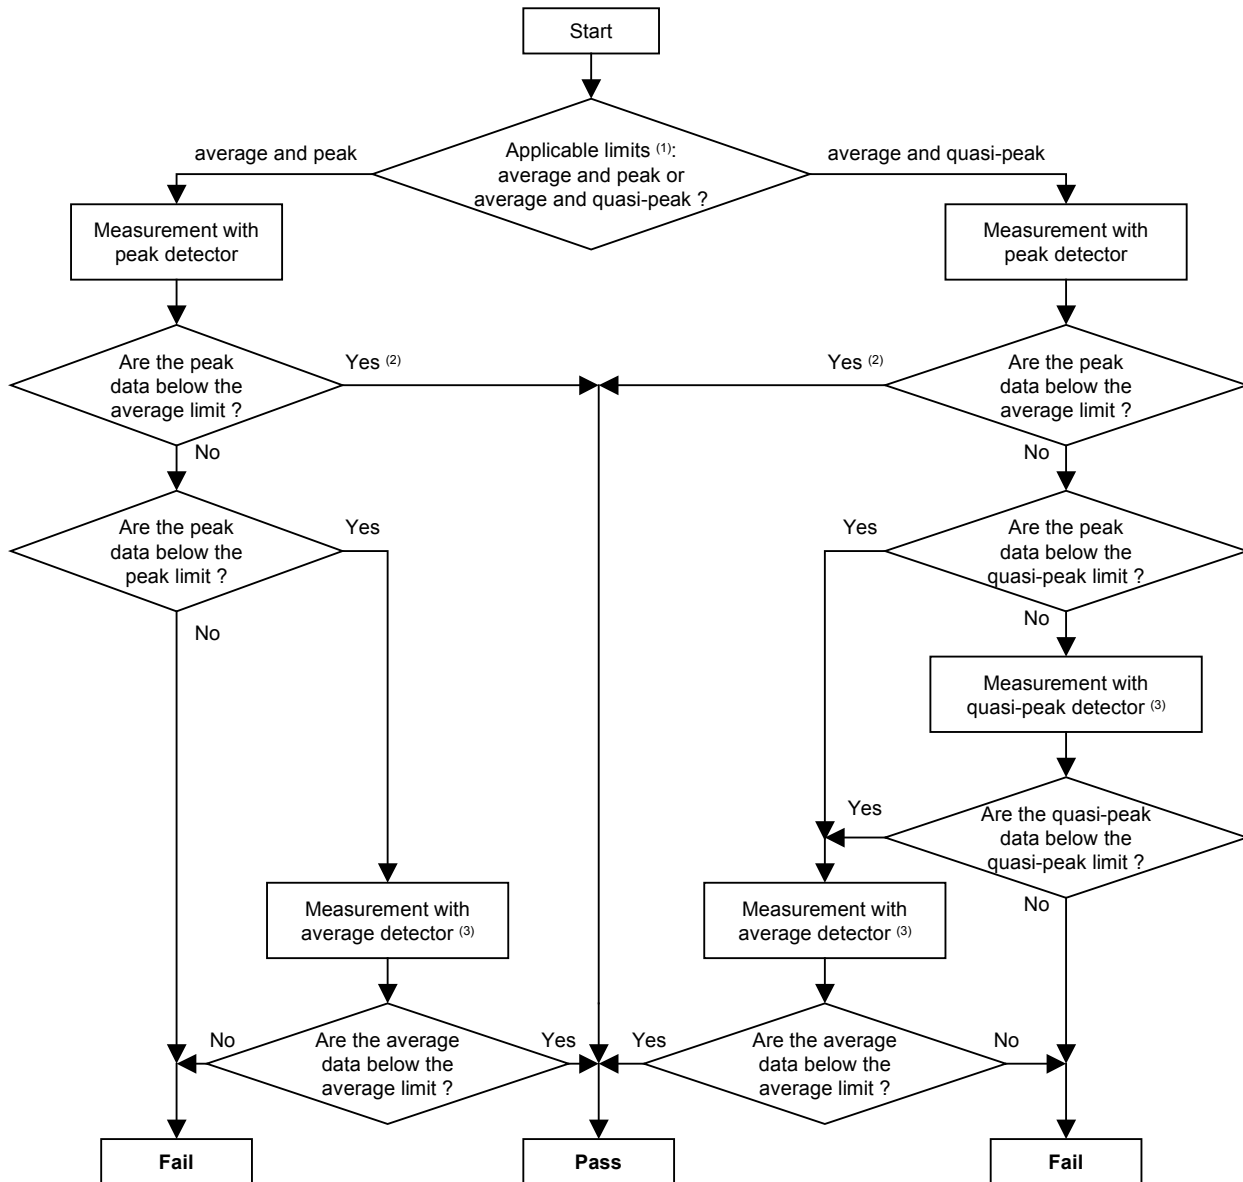 Start
Applicable limits (1):
average and peak or
average and quasi-peak ?
average and peak
average and quasi-peak
Measurement with
peak detector
Measurement with
peak detector
Are the peak
data below the
average limit ?
Yes (2)
Yes (2)
Are the peak
data below the
average limit ?
No
No
Are the peak
data below the
peak limit ?
Yes
Yes
Are the peak
data below the
quasi-peak limit ?
No
No
Measurement with
quasi-peak detector (3)
Yes
Are the quasi-peak
data below the
quasi-peak limit ?
No
Measurement with
average detector (3)
Measurement with
average detector (3)
No
Are the average
data below the
average limit ?
Yes
Yes
Are the average
data below the
average limit ?
No
Fail
Pass
Fail